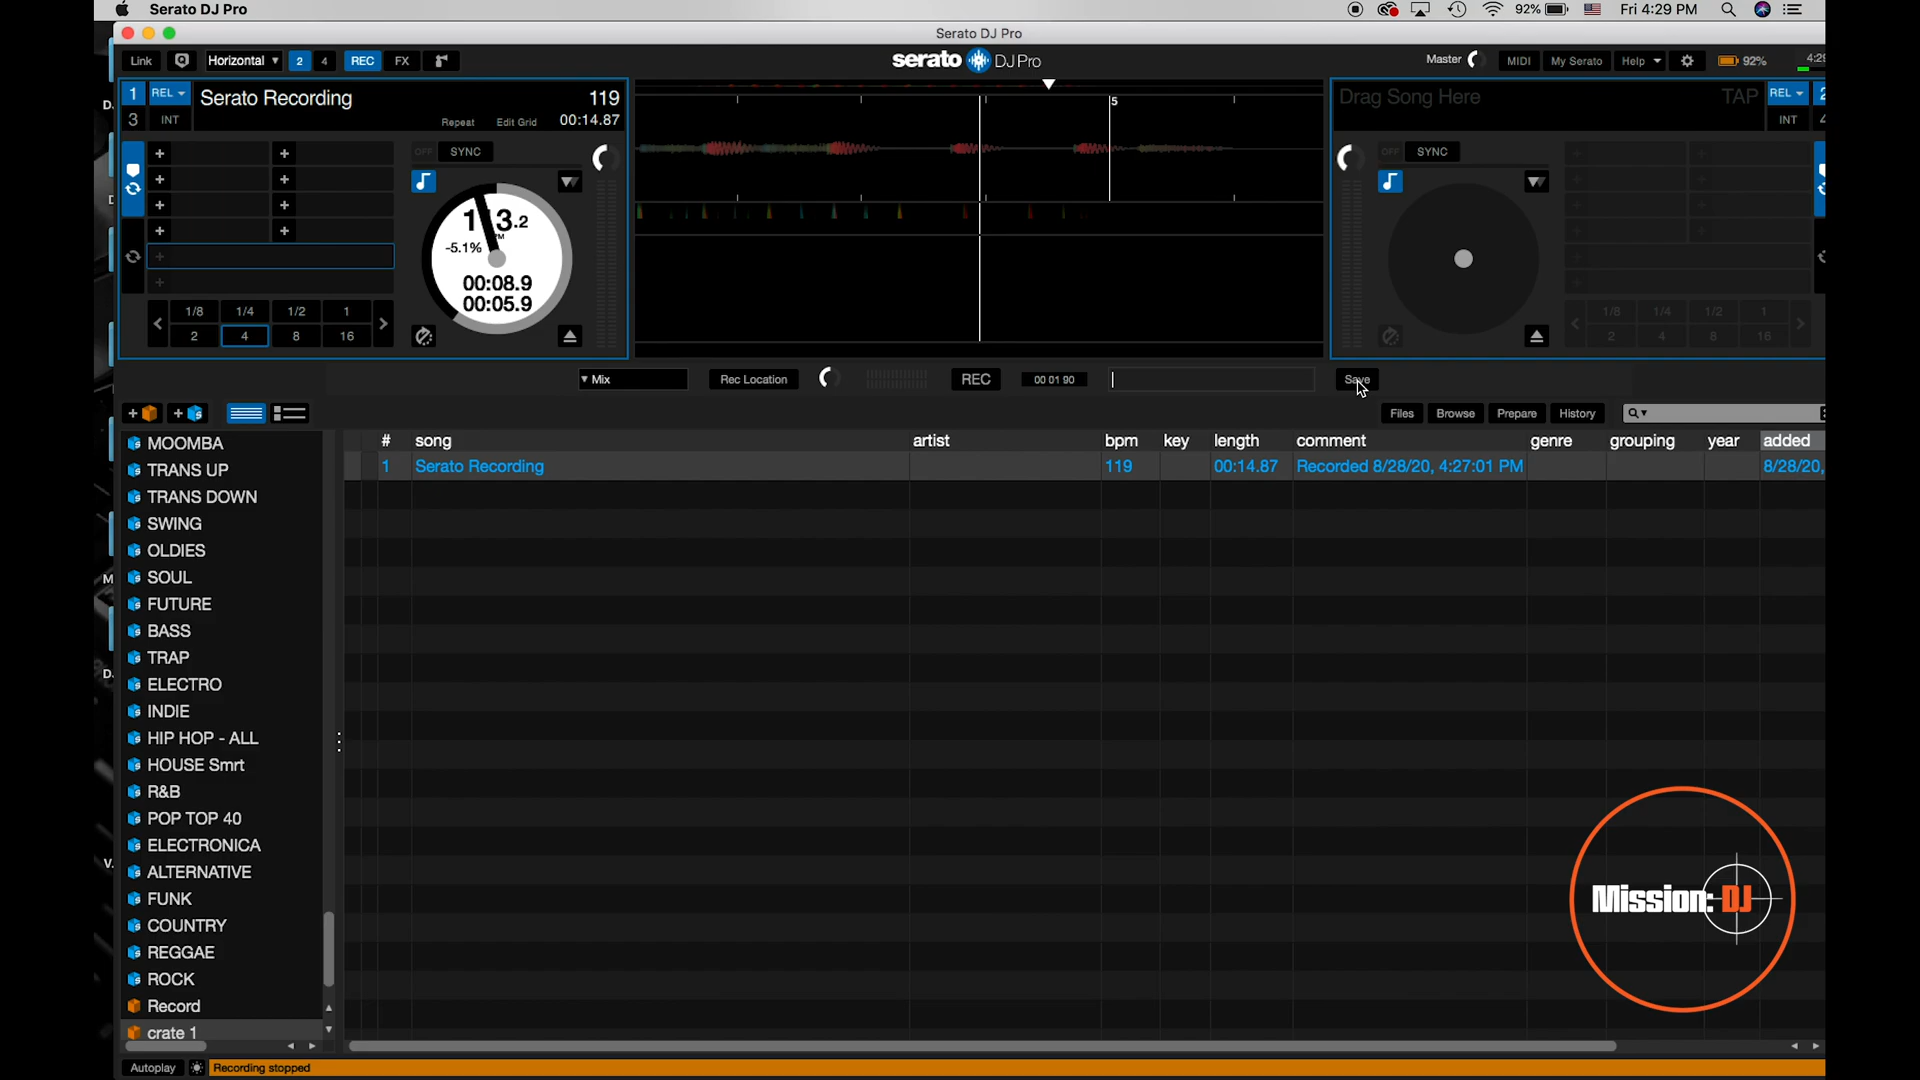 Serato DJ Pro
92%
Fri 4:29 PM
Serato DJ Pro
Link
Horizontal
2
4
REC
FX
serato DJ Pro
Master
MIDI
My Serato
Help
92%
4:29
1
REL
Serato Recording
119
3
INT
Repeat
Edit Grid
00:14.87
OFF
SYNC
-5.1%
00:08.9
00:05.9
1/8
1/4
1/2
1
2
4
8
16
5
Drag Song Here
TAP
REL
2
INT
OFF
SYNC
1/8
1/4
1/2
1
2
4
8
16
Mix
Rec Location
REC
00 01 90
Save
Files
Browse
Prepare
History
# song artist bpm key length comment genre grouping year added
1 Serato Recording 119 00:14.87 Recorded 8/28/20, 4:27:01 PM 8/28/20,
MOOMBA
TRANS UP
TRANS DOWN
SWING
OLDIES
SOUL
FUTURE
BASS
TRAP
ELECTRO
INDIE
HIP HOP - ALL
HOUSE Smrt
R&B
POP TOP 40
ELECTRONICA
ALTERNATIVE
FUNK
COUNTRY
REGGAE
ROCK
Record
crate 1
Mission: DJ
Autoplay
Recording stopped